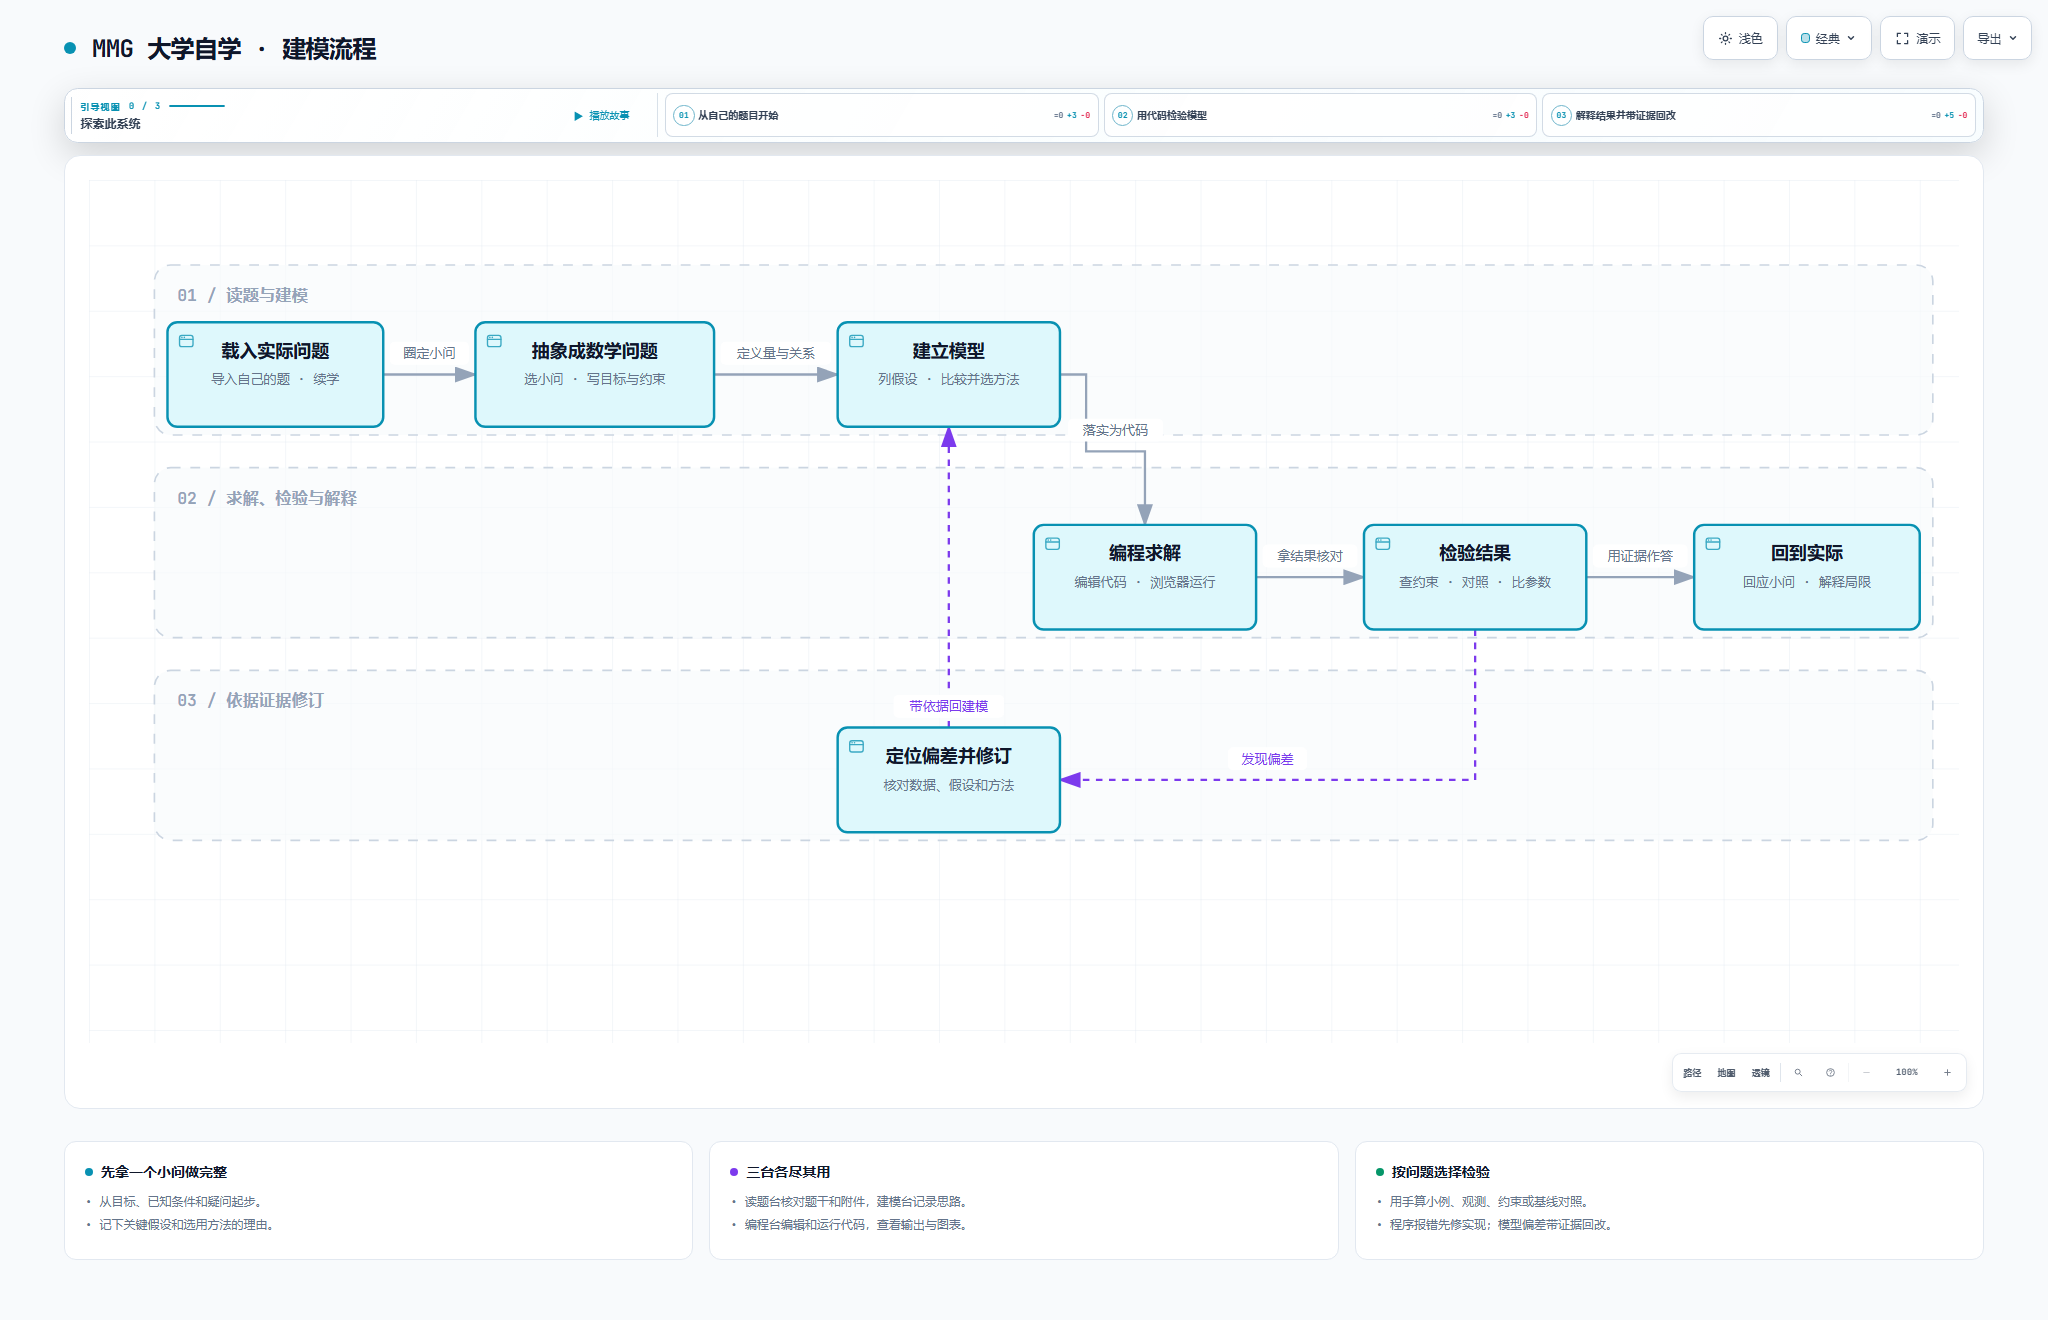 MMG 大学自学 · 建模流程
浅色
经典
演示
导出
引导视图 0 / 3
探索此系统
播放故事
01 从自己的题目开始 =0 +3 -0
02 用代码检验模型 =0 +3 -0
03 解释结果并带证据回改 =0 +5 -0
01 / 读题与建模
载入实际问题
导入自己的题 · 续学
圈定小问
抽象成数学问题
选小问 · 写目标与约束
定义量与关系
建立模型
列假设 · 比较并选方法
落实为代码
02 / 求解、检验与解释
编程求解
编辑代码 · 浏览器运行
拿结果核对
检验结果
查约束 · 对照 · 比参数
用证据作答
回到实际
回应小问 · 解释局限
03 / 依据证据修订
带依据回建模
定位偏差并修订
核对数据、假设和方法
发现偏差
路径 地图 透镜 − 100% +
先拿一个小问做完整
• 从目标、已知条件和疑问起步。
• 记下关键假设和选用方法的理由。
三台各尽其用
• 读题台核对题干和附件，建模台记录思路。
• 编程台编辑和运行代码，查看输出与图表。
按问题选择检验
• 用手算小例、观测、约束或基线对照。
• 程序报错先修实现；模型偏差带证据回改。